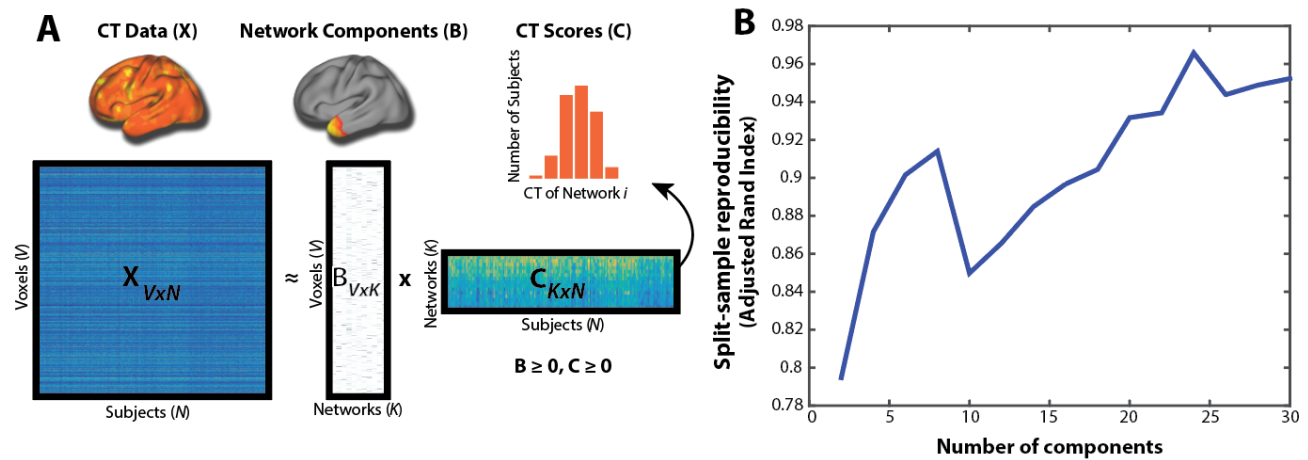 A
CT Data (X)
Network Components (B)
CT Scores (C)
Number of Subjects
CT of Network i
Voxels (V)
X VxN
Subjects (N)
≈
Voxels (V)
B VxK
Networks (K)
x
Networks (K)
C KxN
Subjects (N)
B ≥ 0, C ≥ 0
B
Split-sample reproducibility
(Adjusted Rand Index)
0.98
0.96
0.94
0.92
0.9
0.88
0.86
0.84
0.82
0.8
0.78
0 5 10 15 20 25 30
Number of components